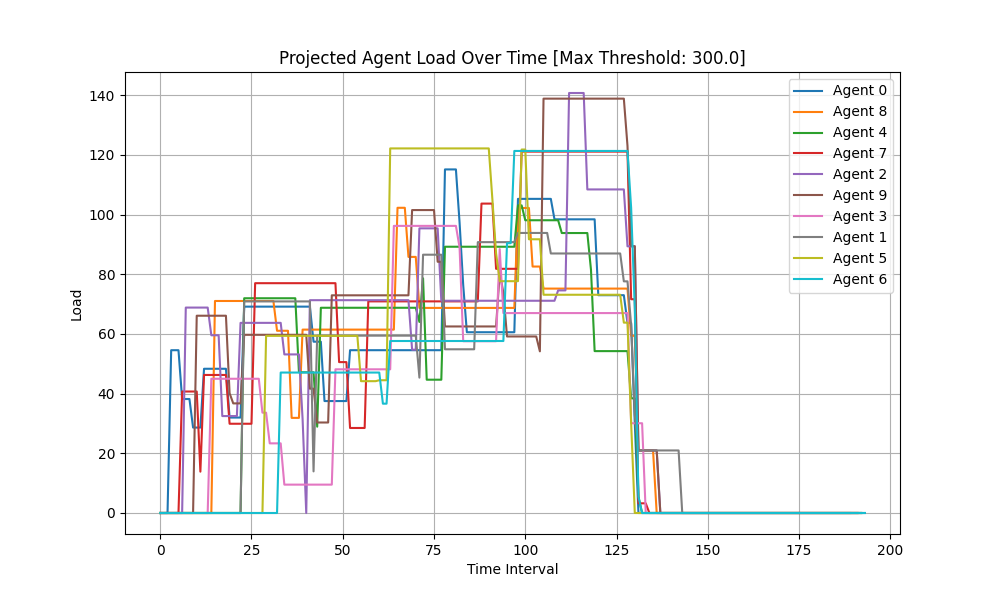 Projected Agent Load Over Time [Max Threshold: 300.0]
Load
140
120
100
80
60
40
20
0
0 25 50 75 100 125 150 175 200
Time Interval
Agent 0
Agent 8
Agent 4
Agent 7
Agent 2
Agent 9
Agent 3
Agent 1
Agent 5
Agent 6